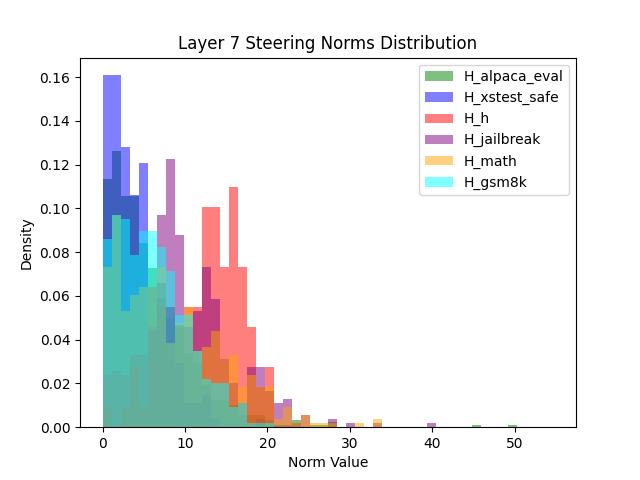 Layer 7 Steering Norms Distribution
H_alpaca_eval
H_xstest_safe
H_h
H_jailbreak
H_math
H_gsm8k
0.16
0.14
0.12
0.10
0.08
0.06
0.04
0.02
0.00
Density
0 10 20 30 40 50
Norm Value